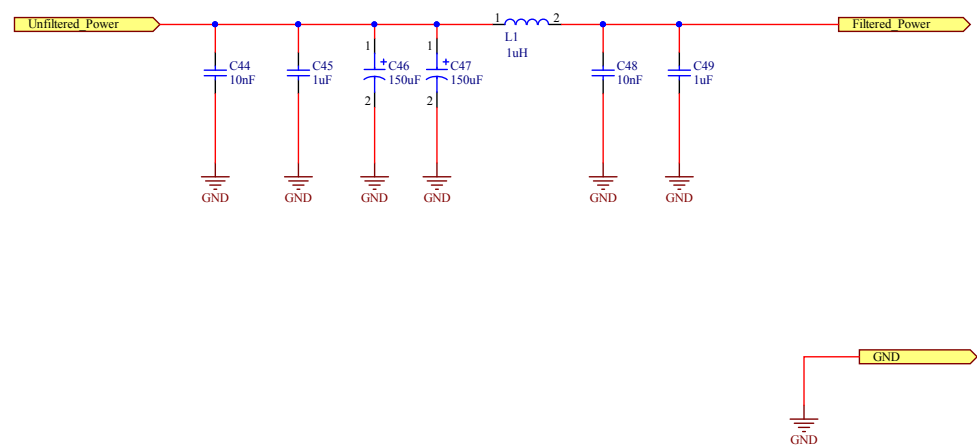 Unfiltered_Power
1
2
Filtered_Power
L1
1uH
C44
10nF
C45
1uF
1
+
C46
150uF
2
1
+
C47
150uF
2
C48
10nF
C49
1uF
GND
GND
GND
GND
GND
GND
GND
GND